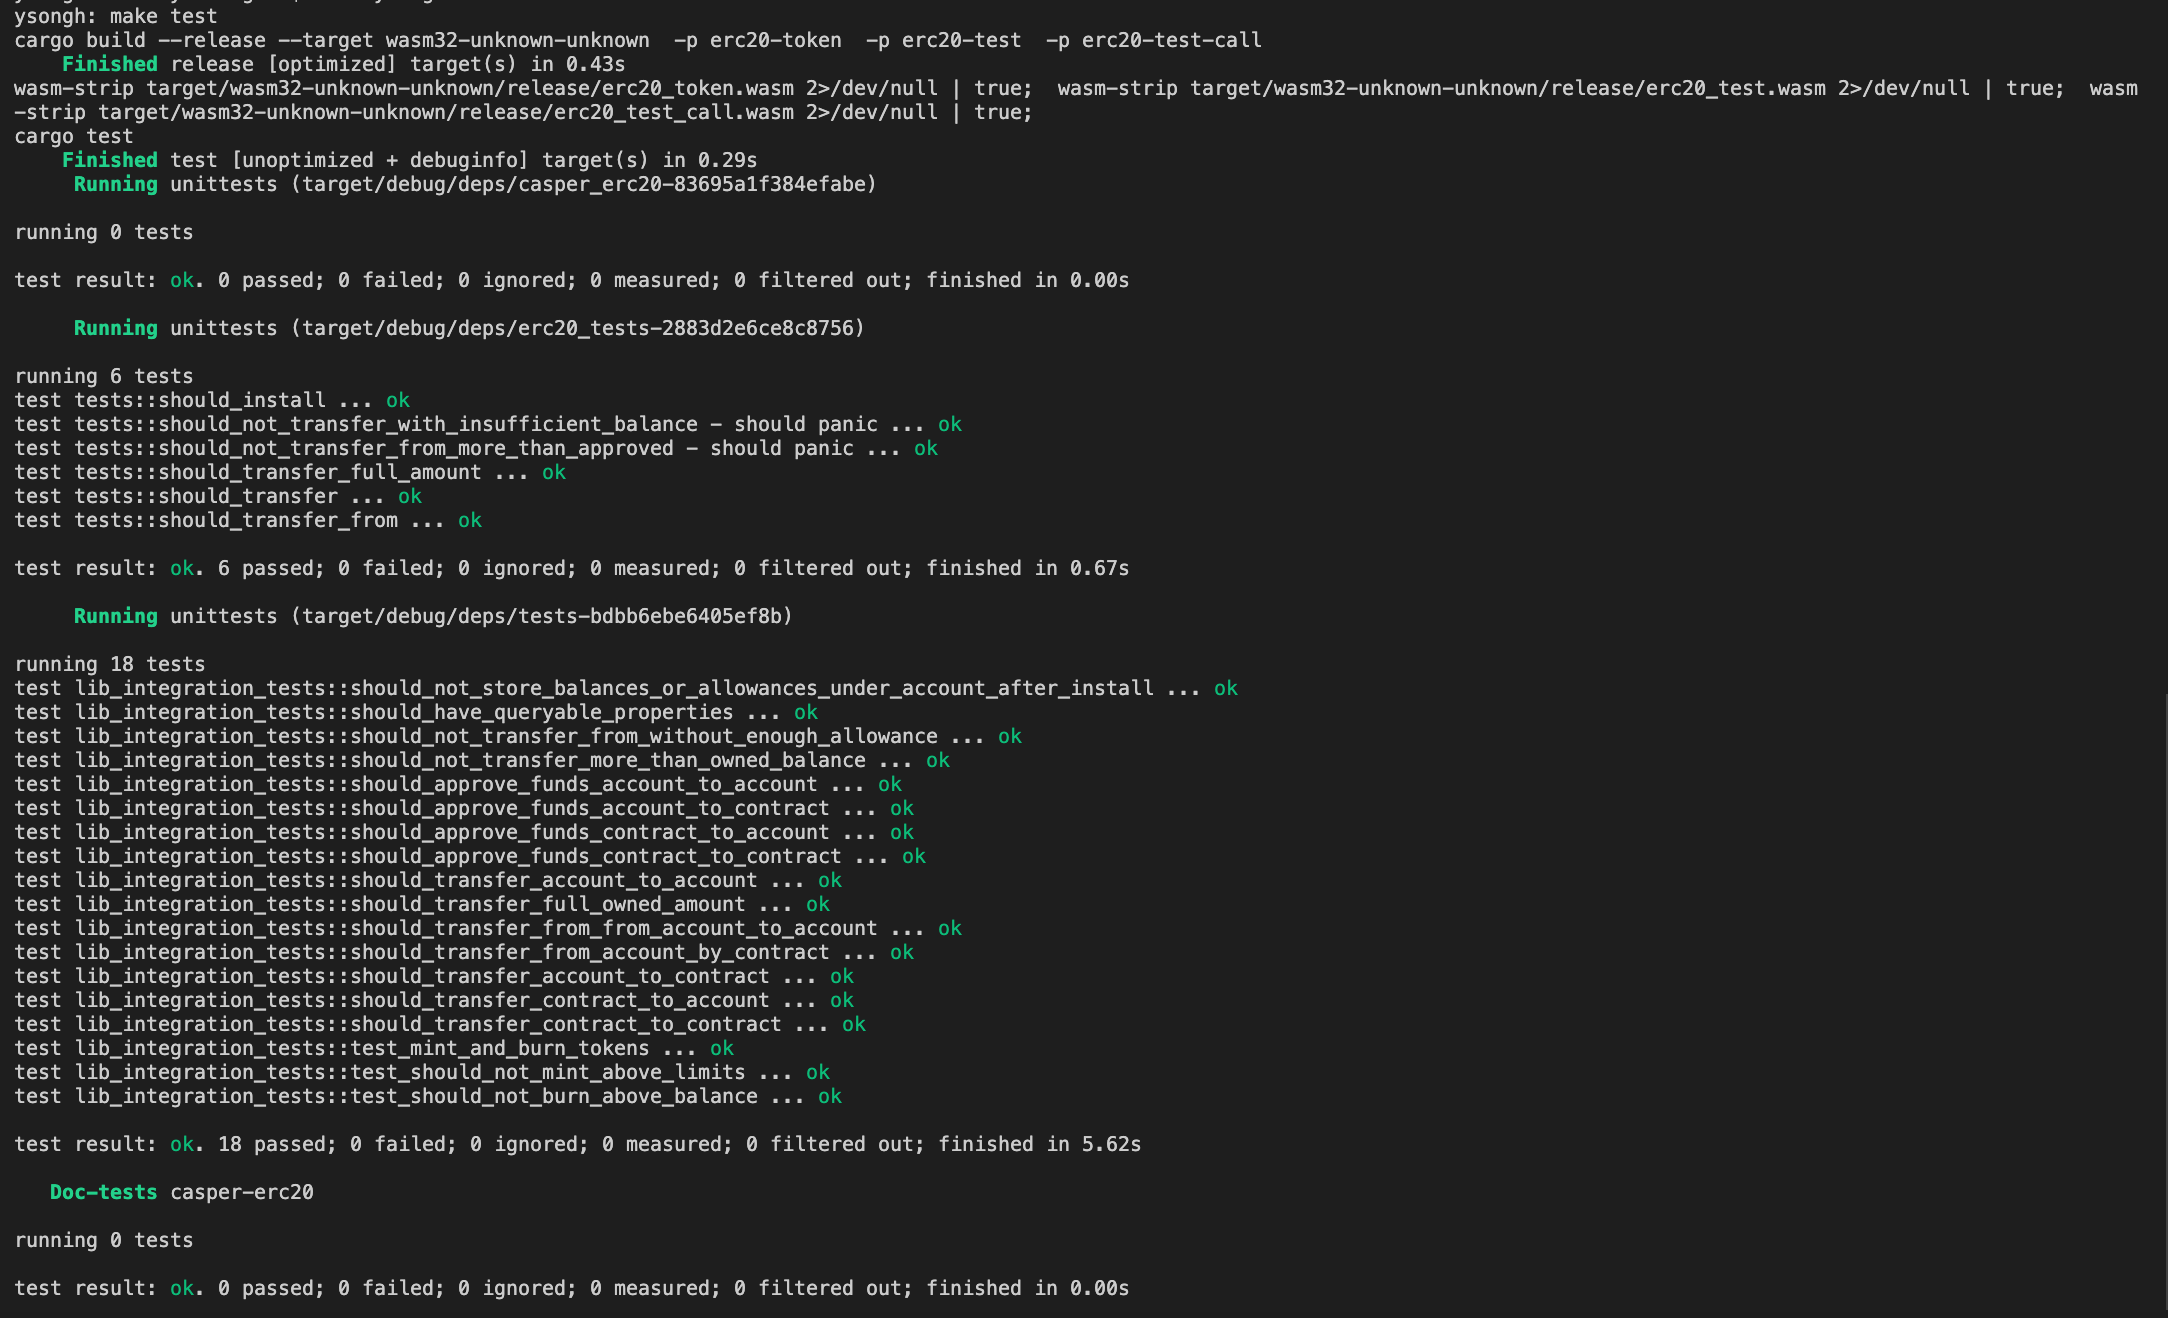 ysongh: make test
cargo build --release --target wasm32-unknown-unknown  -p erc20-token  -p erc20-test  -p erc20-test-call
    Finished release [optimized] target(s) in 0.43s
wasm-strip target/wasm32-unknown-unknown/release/erc20_token.wasm 2>/dev/null | true;  wasm-strip target/wasm32-unknown-unknown/release/erc20_test.wasm 2>/dev/null | true;  wasm
-strip target/wasm32-unknown-unknown/release/erc20_test_call.wasm 2>/dev/null | true;
cargo test
    Finished test [unoptimized + debuginfo] target(s) in 0.29s
     Running unittests (target/debug/deps/casper_erc20-83695a1f384efabe)

running 0 tests

test result: ok. 0 passed; 0 failed; 0 ignored; 0 measured; 0 filtered out; finished in 0.00s

     Running unittests (target/debug/deps/erc20_tests-2883d2e6ce8c8756)

running 6 tests
test tests::should_install ... ok
test tests::should_not_transfer_with_insufficient_balance - should panic ... ok
test tests::should_not_transfer_from_more_than_approved - should panic ... ok
test tests::should_transfer_full_amount ... ok
test tests::should_transfer ... ok
test tests::should_transfer_from ... ok

test result: ok. 6 passed; 0 failed; 0 ignored; 0 measured; 0 filtered out; finished in 0.67s

     Running unittests (target/debug/deps/tests-bdbb6ebe6405ef8b)

running 18 tests
test lib_integration_tests::should_not_store_balances_or_allowances_under_account_after_install ... ok
test lib_integration_tests::should_have_queryable_properties ... ok
test lib_integration_tests::should_not_transfer_from_without_enough_allowance ... ok
test lib_integration_tests::should_not_transfer_more_than_owned_balance ... ok
test lib_integration_tests::should_approve_funds_account_to_account ... ok
test lib_integration_tests::should_approve_funds_account_to_contract ... ok
test lib_integration_tests::should_approve_funds_contract_to_account ... ok
test lib_integration_tests::should_approve_funds_contract_to_contract ... ok
test lib_integration_tests::should_transfer_account_to_account ... ok
test lib_integration_tests::should_transfer_full_owned_amount ... ok
test lib_integration_tests::should_transfer_from_from_account_to_account ... ok
test lib_integration_tests::should_transfer_from_account_by_contract ... ok
test lib_integration_tests::should_transfer_account_to_contract ... ok
test lib_integration_tests::should_transfer_contract_to_account ... ok
test lib_integration_tests::should_transfer_contract_to_contract ... ok
test lib_integration_tests::test_mint_and_burn_tokens ... ok
test lib_integration_tests::test_should_not_mint_above_limits ... ok
test lib_integration_tests::test_should_not_burn_above_balance ... ok

test result: ok. 18 passed; 0 failed; 0 ignored; 0 measured; 0 filtered out; finished in 5.62s

   Doc-tests casper-erc20

running 0 tests

test result: ok. 0 passed; 0 failed; 0 ignored; 0 measured; 0 filtered out; finished in 0.00s